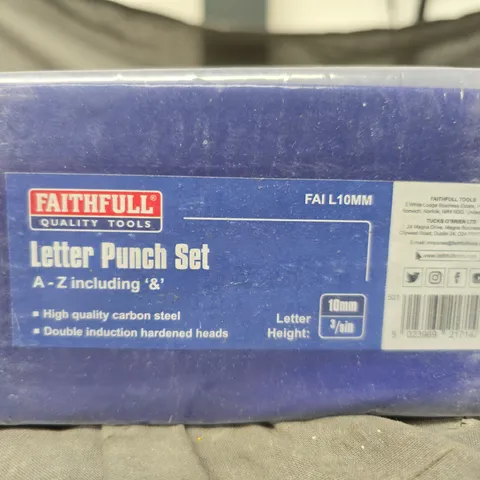 FAITHFULL®
QUALITY TOOLS
FAI L10MM
Letter Punch Set
A - Z including '&'
▪ High quality carbon steel
▪ Double induction hardened heads
Letter
Height:
10mm
3/8in
FAITHFULL TOOLS